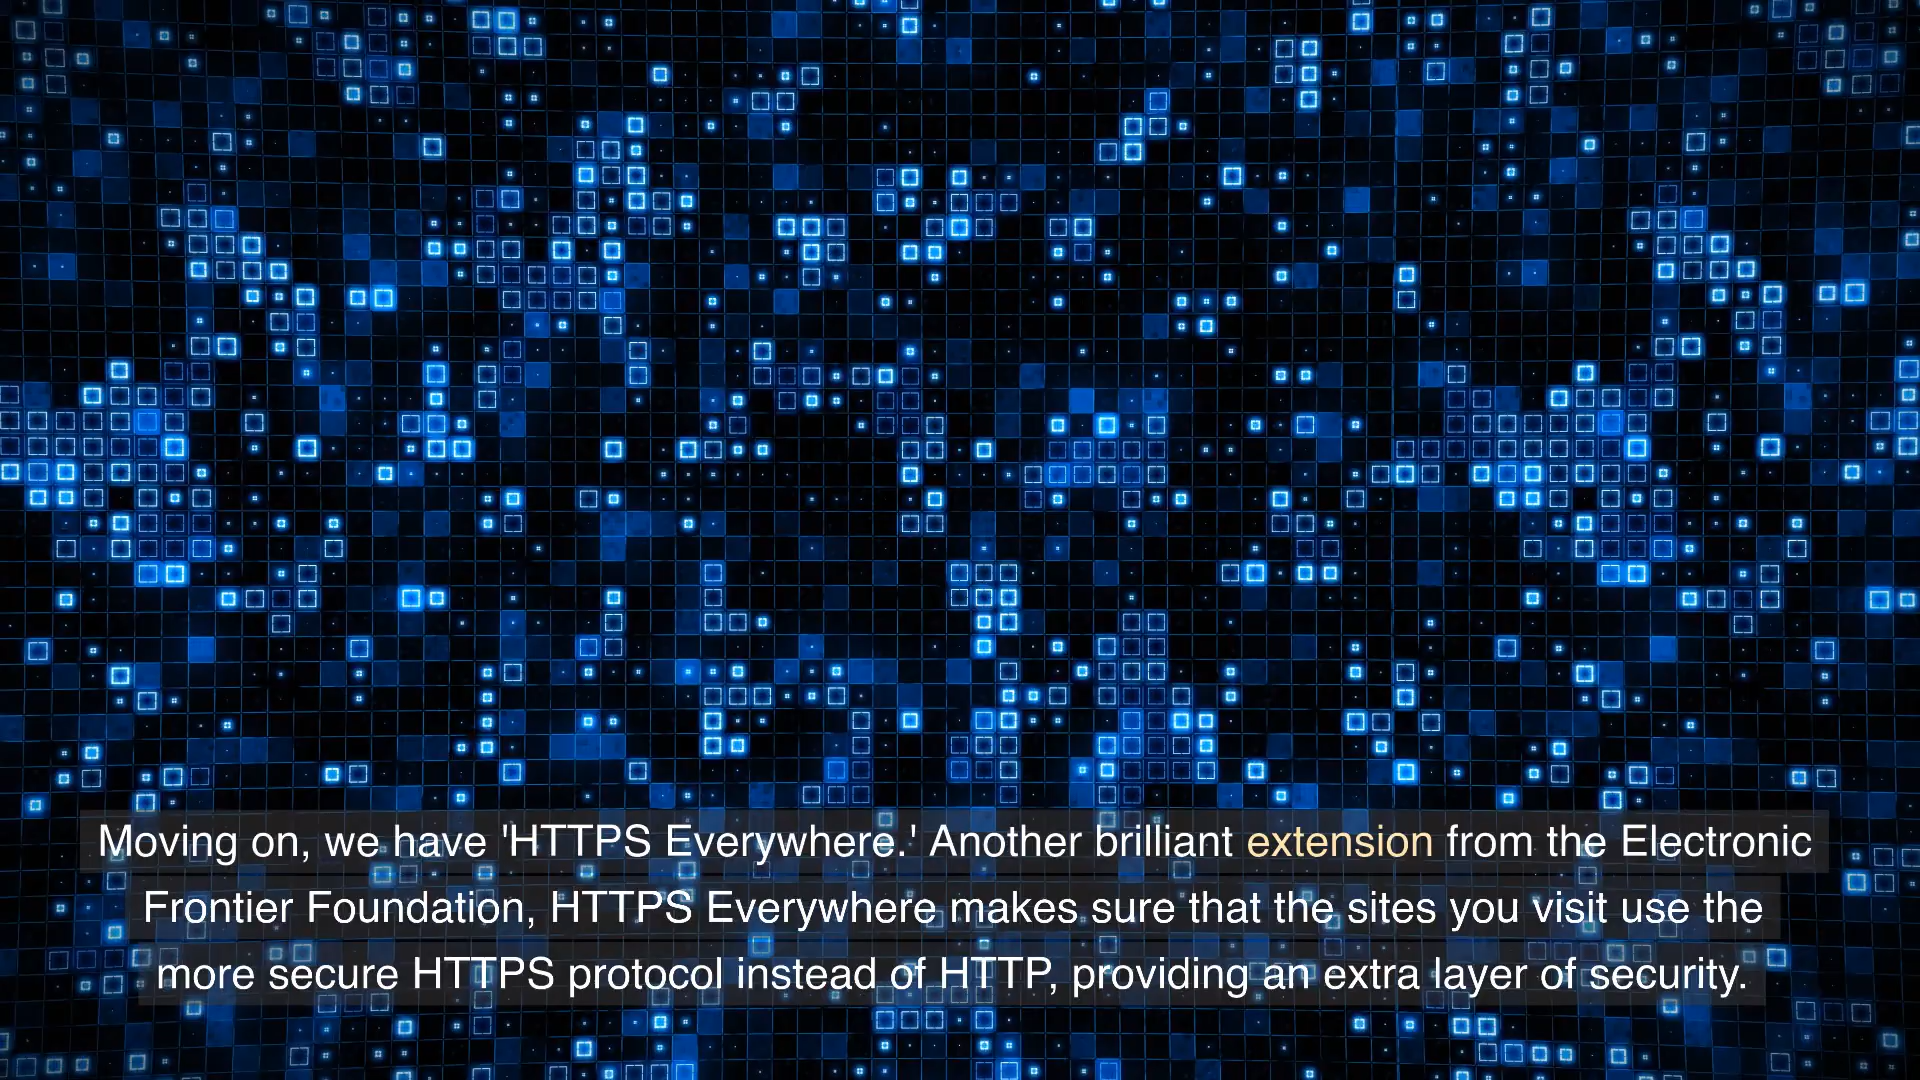 Moving on, we have 'HTTPS Everywhere.' Another brilliant extension from the Electronic
Frontier Foundation, HTTPS Everywhere makes sure that the sites you visit use the
more secure HTTPS protocol instead of HTTP, providing an extra layer of security.